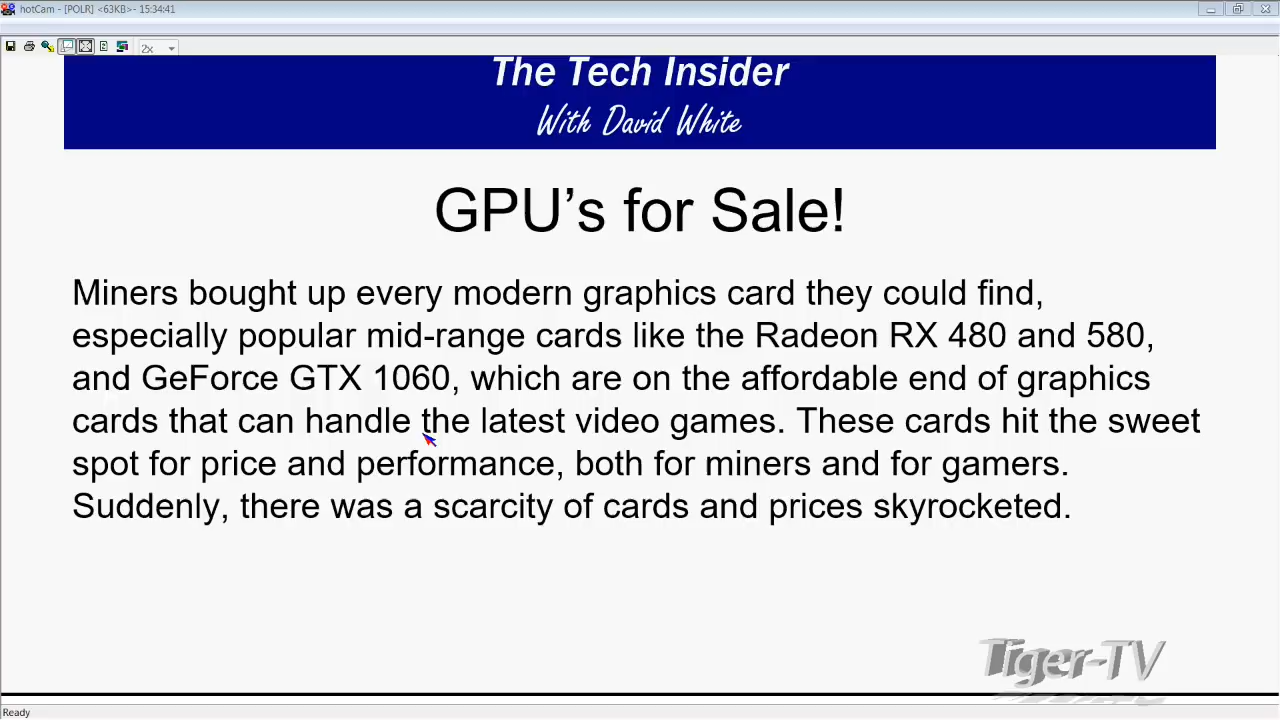 hotCam - [POLR] <63KB>- 15:34:41
2x
The Tech Insider
With David White
GPU’s for Sale!
Miners bought up every modern graphics card they could find,
especially popular mid-range cards like the Radeon RX 480 and 580,
and GeForce GTX 1060, which are on the affordable end of graphics
cards that can handle the latest video games. These cards hit the sweet
spot for price and performance, both for miners and for gamers.
Suddenly, there was a scarcity of cards and prices skyrocketed.
Tiger-TV
Ready